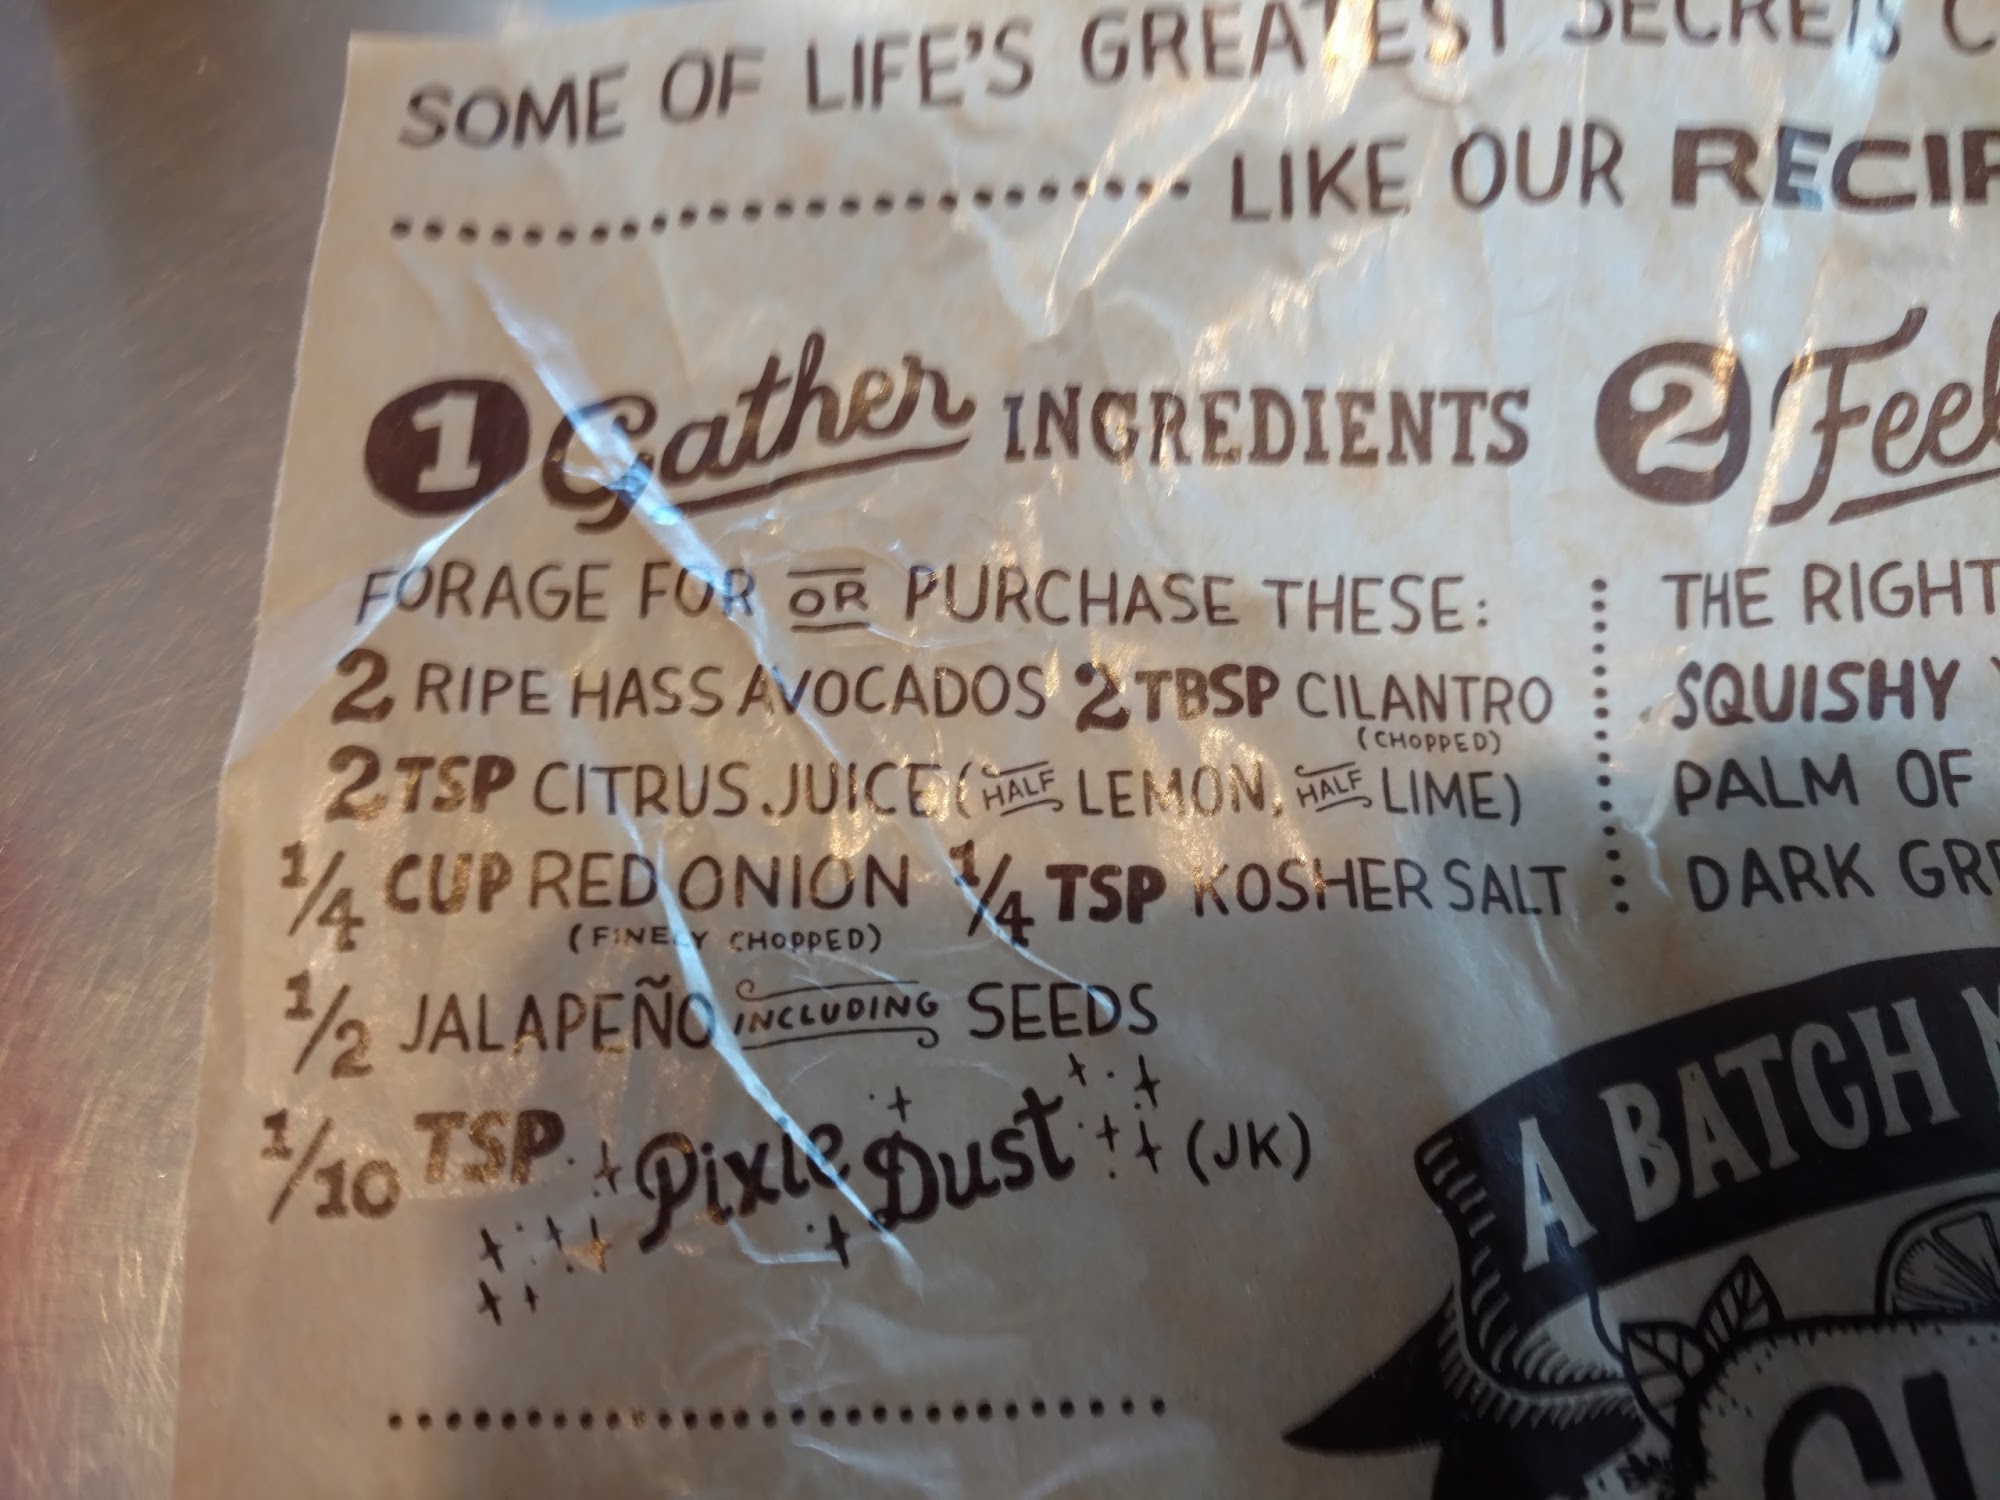 SOME OF LIFE'S GREATEST SECRETS
LIKE OUR
1 Gather INGREDIENTS
FORAGE FOR OR PURCHASE THESE:
2 RIPE HASS AVOCADOS 2 TBSP CILANTRO
(CHOPPED)
2 TSP CITRUS JUICE (HALF LEMON, HALF LIME)
1/4 CUP RED ONION 1/4 TSP KOSHER SALT
(FINELY CHOPPED)
1/2 JALAPEÑO INCLUDING SEEDS
1/10 TSP Pixie Dust (JK)
2 Feel
THE RIGHT
SQUISHY
PALM OF
DARK
A BATCH